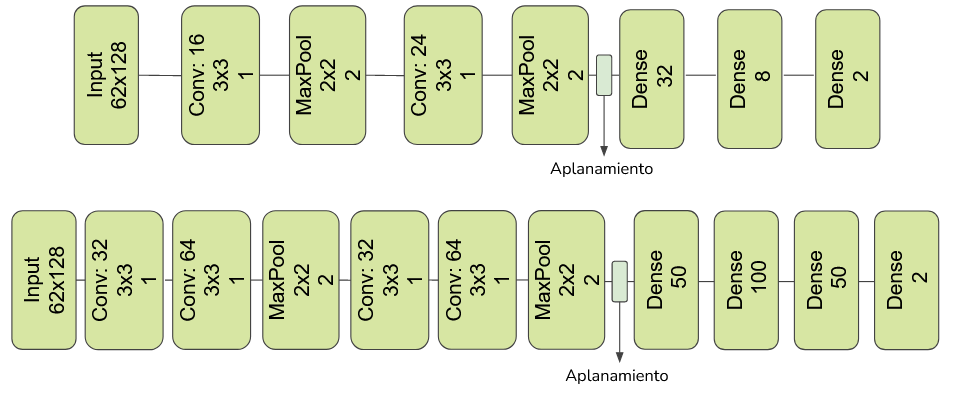 Input
62x128
Conv: 16
3x3
1
MaxPool
2x2
2
Conv: 24
3x3
1
MaxPool
2x2
2
Dense
32
Dense
8
Dense
2
Aplanamiento
Input
62x128
Conv: 32
3x3
1
Conv: 64
3x3
1
MaxPool
2x2
2
Conv: 32
3x3
1
Conv: 64
3x3
1
MaxPool
2x2
2
Dense
50
Dense
100
Dense
50
Dense
2
Aplanamiento